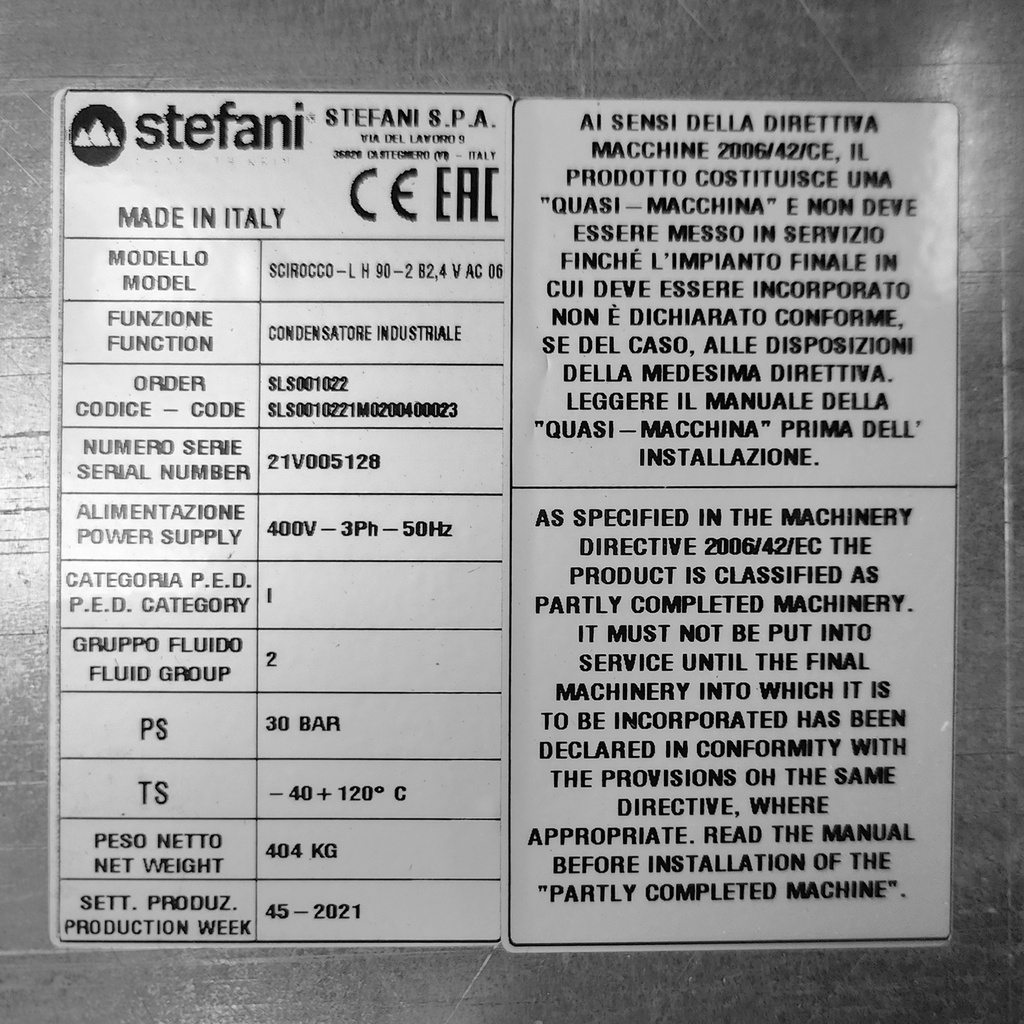 stefani
STEFANI S.P.A.
VIA DEL LAVORO 9
36020 CASTEGNERO (VI) - ITALY
CE EAC
MADE IN ITALY
MODELLO
MODEL
SCIROCCO-L H 90-2 B2,4 V AC 06
FUNZIONE
FUNCTION
CONDENSATORE INDUSTRIALE
ORDER
SLS001022
CODICE - CODE
SLS0010221M0200400023
NUMERO SERIE
SERIAL NUMBER
21V005128
ALIMENTAZIONE
POWER SUPPLY
400V-3Ph-50Hz
CATEGORIA P.E.D.
P.E.D. CATEGORY
I
GRUPPO FLUIDO
FLUID GROUP
2
PS
30 BAR
TS
-40+120° C
PESO NETTO
NET WEIGHT
404 KG
SETT. PRODUZ.
PRODUCTION WEEK
45-2021
AI SENSI DELLA DIRETTIVA
MACCHINE 2006/42/CE, IL
PRODOTTO COSTITUISCE UNA
"QUASI-MACCHINA" E NON DEVE
ESSERE MESSO IN SERVIZIO
FINCHÉ L'IMPIANTO FINALE IN
CUI DEVE ESSERE INCORPORATO
NON È DICHIARATO CONFORME,
SE DEL CASO, ALLE DISPOSIZIONI
DELLA MEDESIMA DIRETTIVA.
LEGGERE IL MANUALE DELLA
"QUASI-MACCHINA" PRIMA DELL'
INSTALLAZIONE.
AS SPECIFIED IN THE MACHINERY
DIRECTIVE 2006/42/EC THE
PRODUCT IS CLASSIFIED AS
PARTLY COMPLETED MACHINERY.
IT MUST NOT BE PUT INTO
SERVICE UNTIL THE FINAL
MACHINERY INTO WHICH IT IS
TO BE INCORPORATED HAS BEEN
DECLARED IN CONFORMITY WITH
THE PROVISIONS OH THE SAME
DIRECTIVE, WHERE
APPROPRIATE. READ THE MANUAL
BEFORE INSTALLATION OF THE
"PARTLY COMPLETED MACHINE".